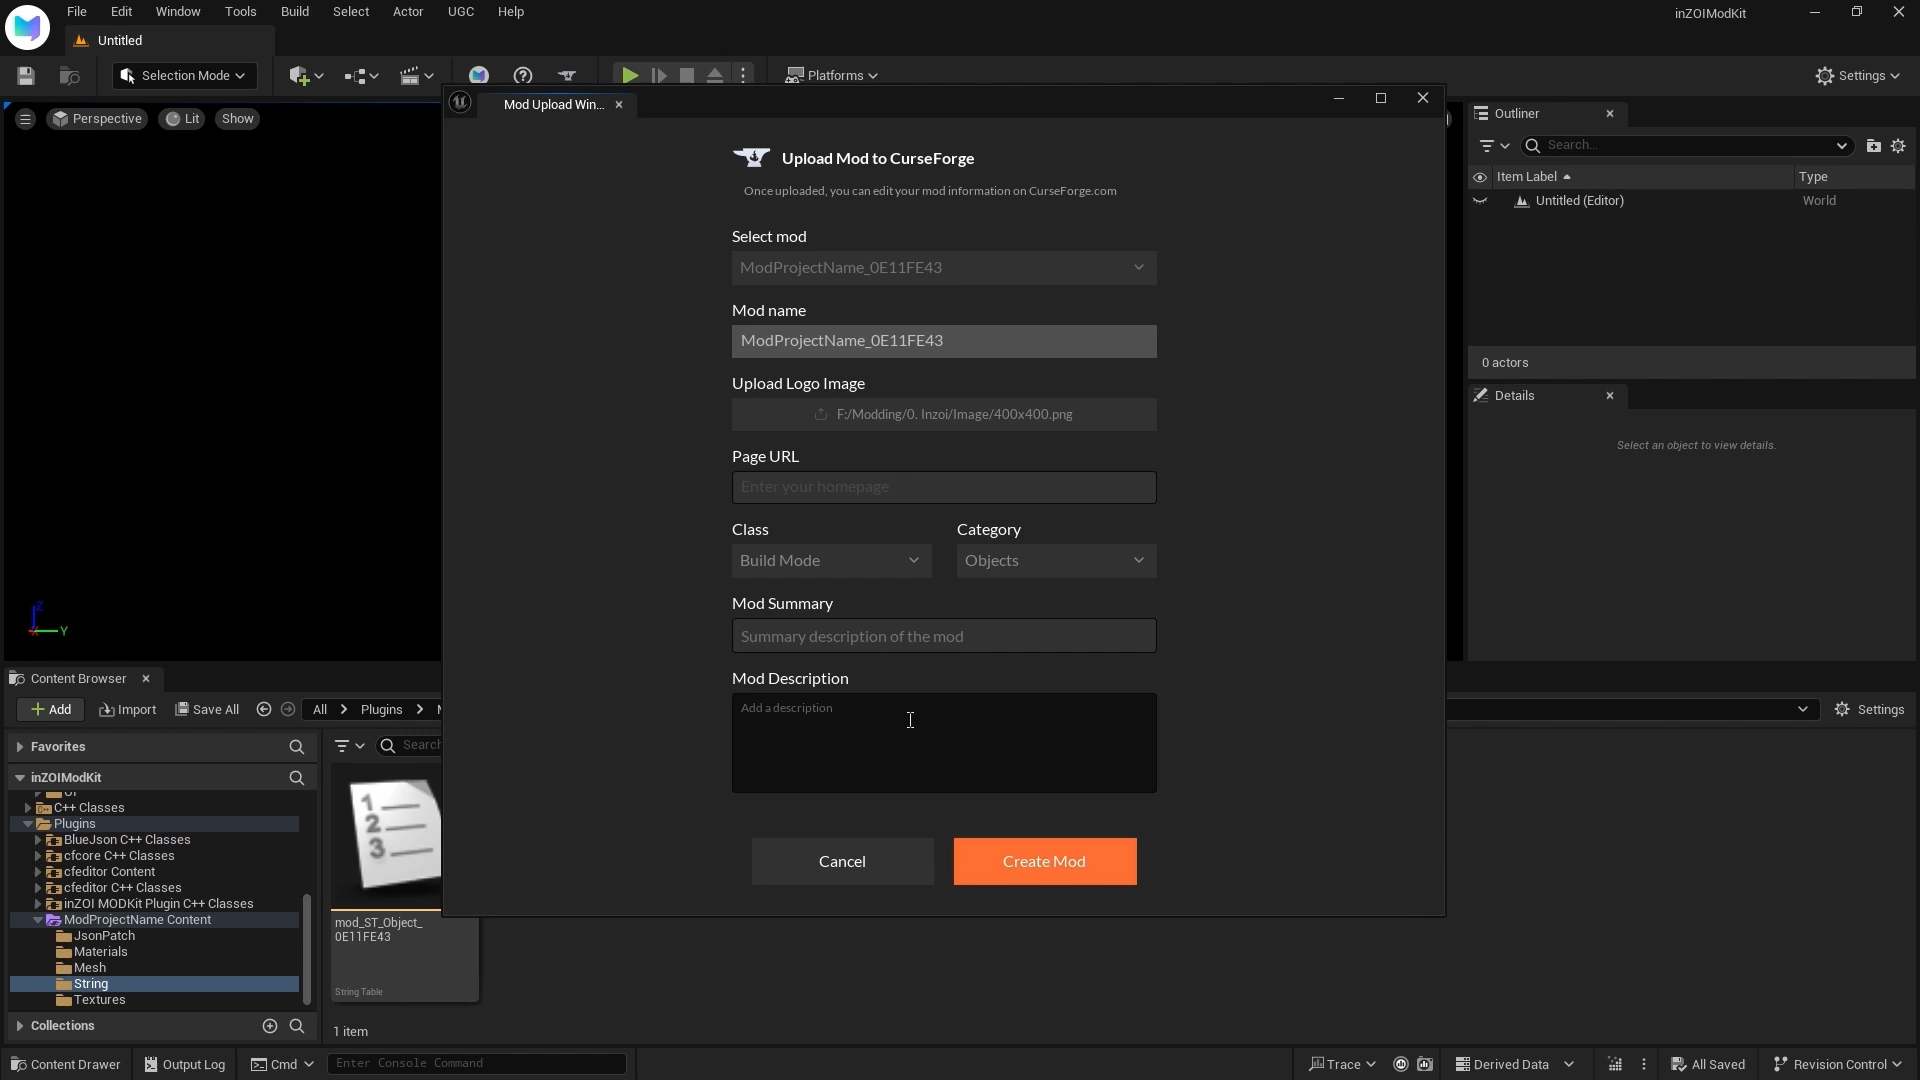 File Edit Window Tools Build Select Actor UGC Help
inZOIModKit
Untitled
Selection Mode
Platforms
Settings
Perspective
Lit
Show
Mod Upload Win...
Upload Mod to CurseForge
Once uploaded, you can edit your mod information on CurseForge.com
Select mod
ModProjectName_0E11FE43
Mod name
ModProjectName_0E11FE43
Upload Logo Image
F:/Modding/0. Inzoi/Image/400x400.png
Page URL
Enter your homepage
Class Category
Build Mode Objects
Mod Summary
Summary description of the mod
Mod Description
Add a description
Cancel Create Mod
Outliner
Search...
Item Label Type
Untitled (Editor) World
0 actors
Details
Select an object to view details.
Content Browser
Add Import Save All All Plugins
Settings
Favorites
Search
inZOIModKit
C++ Classes
Plugins
BlueJson C++ Classes
cfcore C++ Classes
cfeditor Content
cfeditor C++ Classes
inZOI MODKit Plugin C++ Classes
ModProjectName Content
JsonPatch
Materials
Mesh
String
Textures
Collections
1
2
3
mod_ST_Object_
0E11FE43
String Table
1 item
Content Drawer Output Log Cmd Enter Console Command Trace Derived Data All Saved Revision Control